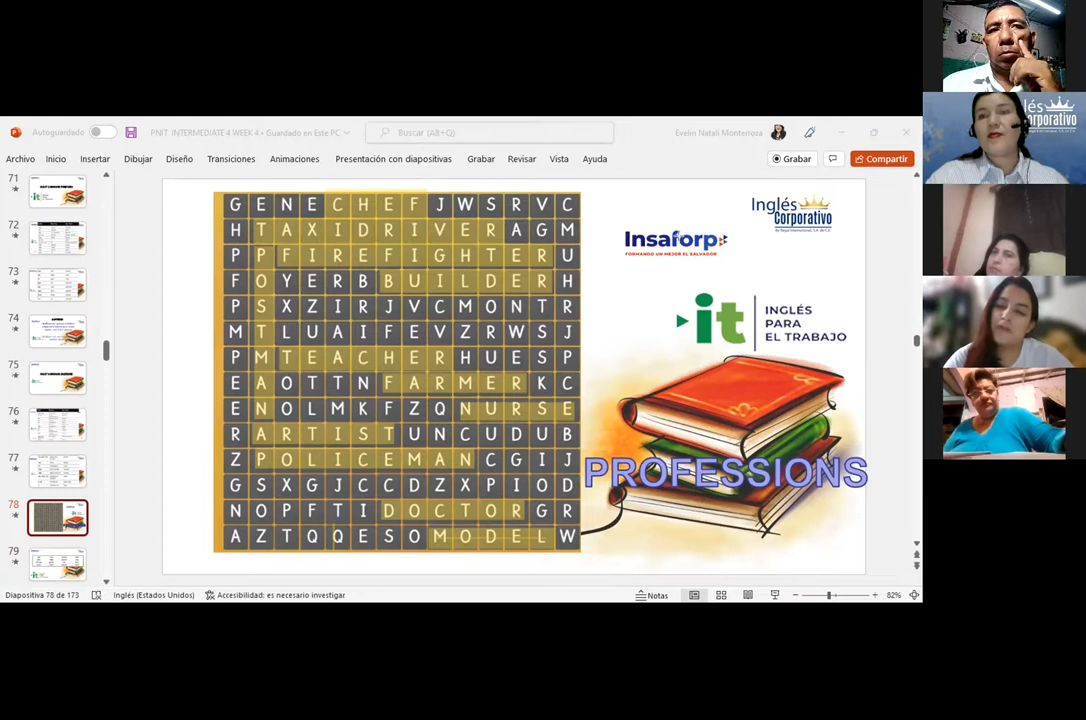 Autoguardado
PNIT INTERMEDIATE 4 WEEK 4 • Guardado en Este PC
Buscar (Alt+Q)
Evelin Natali Monterroza
Archivo Inicio Insertar Dibujar Diseño Transiciones Animaciones Presentación con diapositivas Grabar Revisar Vista Ayuda
Grabar
Compartir
71
72
73
74
75
76
77
78
79
G E N E C H E F J W S R V C
H T A X I D R I V E R A G M
P P F I R E F I G H T E R U
F O Y E R B B U I L D E R H
P S X Z I R J V C M O N T R
M T L U A I F E V Z R W S J
P M T E A C H E R H U E S P
E A O T T N F A R M E R K C
E N O L M K F Z Q N U R S E
R A R T I S T U N C U D U B
Z P O L I C E M A N C G I J
G S X G J C C D Z X P I O D
N O P F T I D O C T O R G R
A Z T Q Q E S O M O D E L W
Inglés
Corporativo
Insaforp
FORMANDO UN MEJOR EL SALVADOR
it
INGLÉS
PARA
EL TRABAJO
PROFESSIONS
Diapositiva 78 de 173
Inglés (Estados Unidos)
Accesibilidad: es necesario investigar
Notas
82%
lés
Corporativo